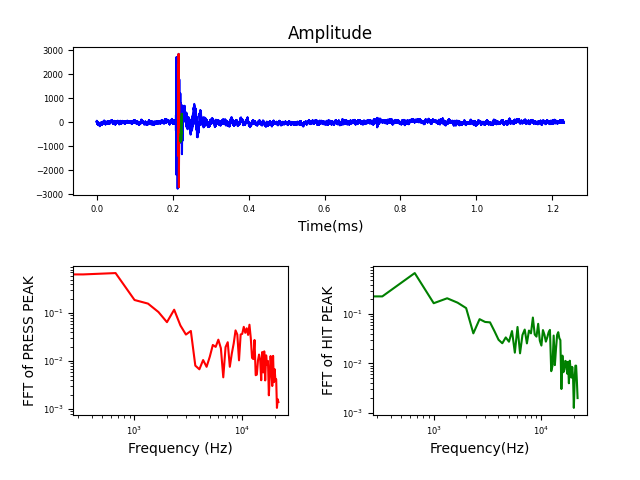 Amplitude
3000
2000
1000
0
−1000
−2000
−3000
0.0 0.2 0.4 0.6 0.8 1.0 1.2
Time(ms)
FFT of PRESS PEAK
10⁻¹
10⁻²
10⁻³
10³ 10⁴
Frequency (Hz)
FFT of HIT PEAK
10⁻¹
10⁻²
10⁻³
10³ 10⁴
Frequency(Hz)